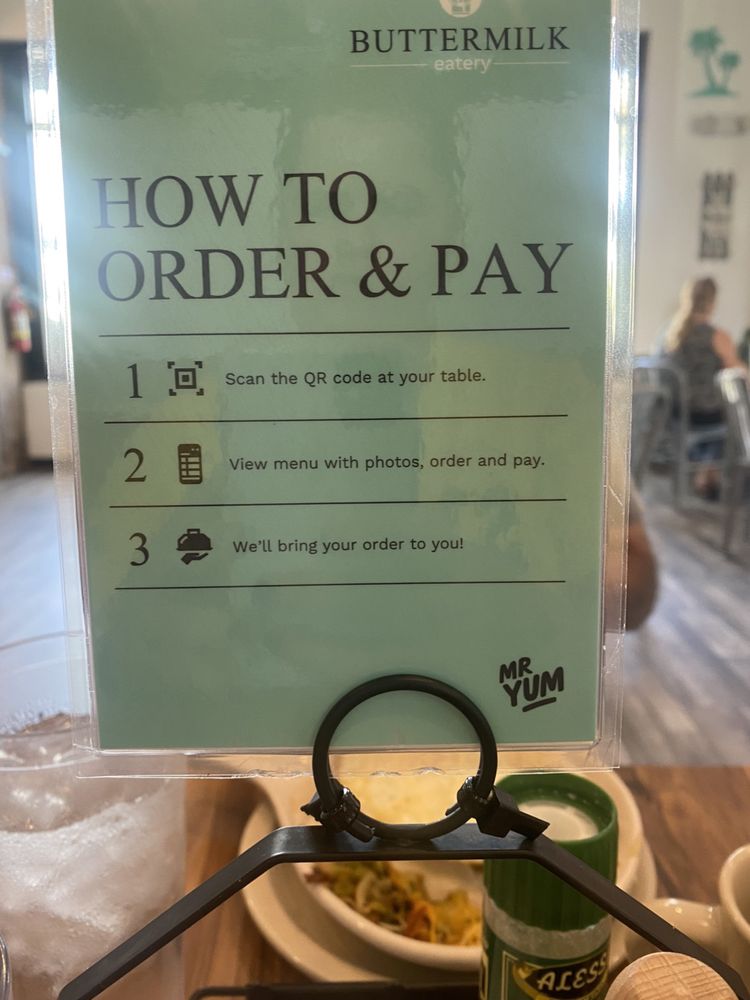 BUTTERMILK
eatery
HOW TO
ORDER & PAY
1 Scan the QR code at your table.
2 View menu with photos, order and pay.
3 We'll bring your order to you!
MR
YUM
ALESS